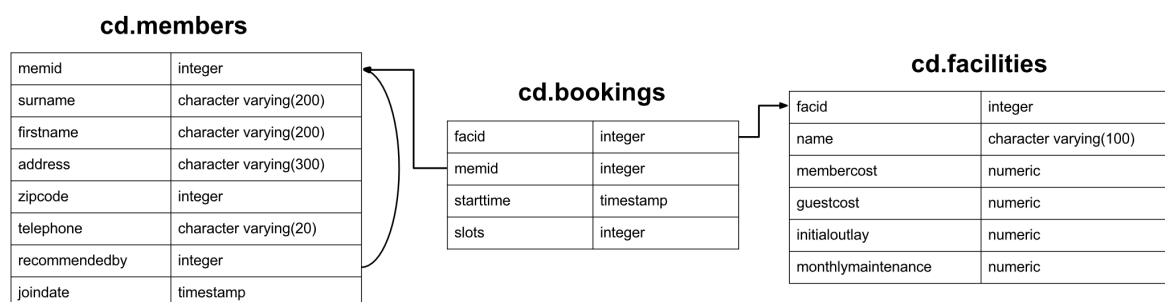 cd.members
memid integer
surname character varying(200)
firstname character varying(200)
address character varying(300)
zipcode integer
telephone character varying(20)
recommendedby integer
joindate timestamp
cd.bookings
facid integer
memid integer
starttime timestamp
slots integer
cd.facilities
facid integer
name character varying(100)
membercost numeric
guestcost numeric
initialoutlay numeric
monthlymaintenance numeric